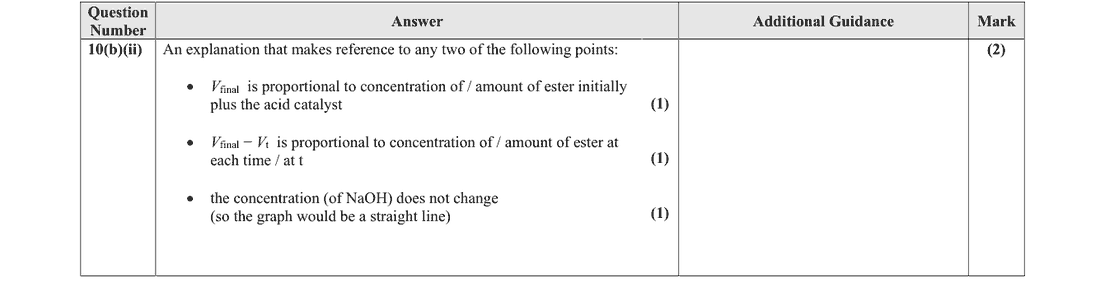 Question
Number
Answer
Additional Guidance
Mark
10(b)(ii)
An explanation that makes reference to any two of the following points:
(2)
• Vfinal is proportional to concentration of / amount of ester initially
plus the acid catalyst
(1)
• Vfinal − Vt is proportional to concentration of / amount of ester at
each time / at t
(1)
• the concentration (of NaOH) does not change
(so the graph would be a straight line)
(1)